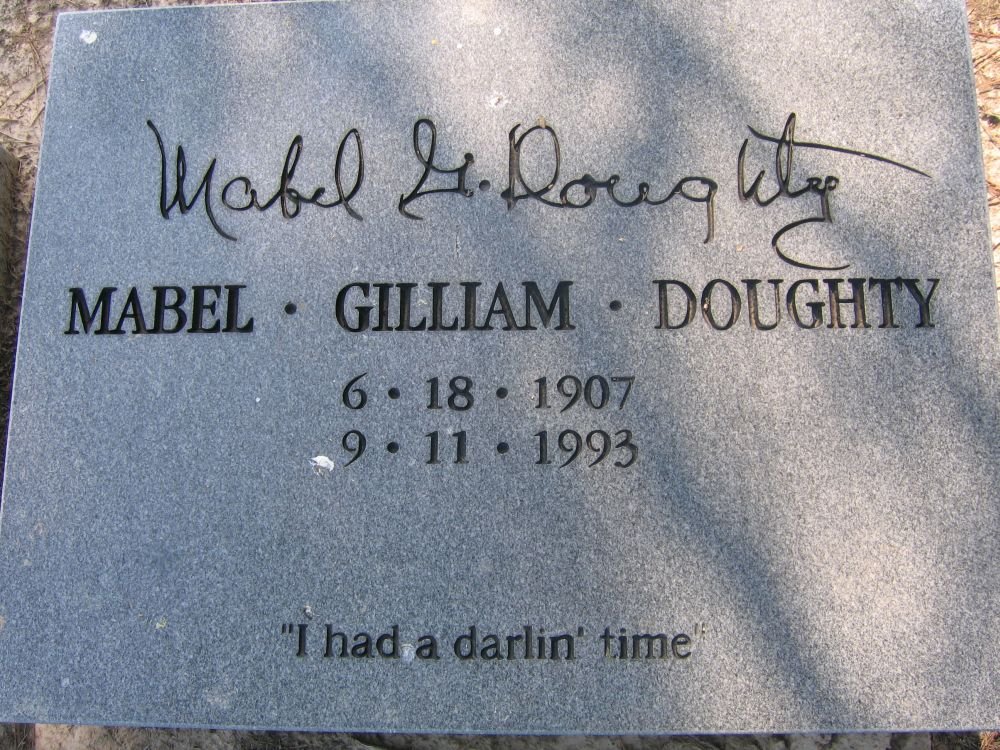 Mabel G. Doughty
MABEL · GILLIAM · DOUGHTY
6 · 18 · 1907
9 · 11 · 1993
"I had a darlin' time"